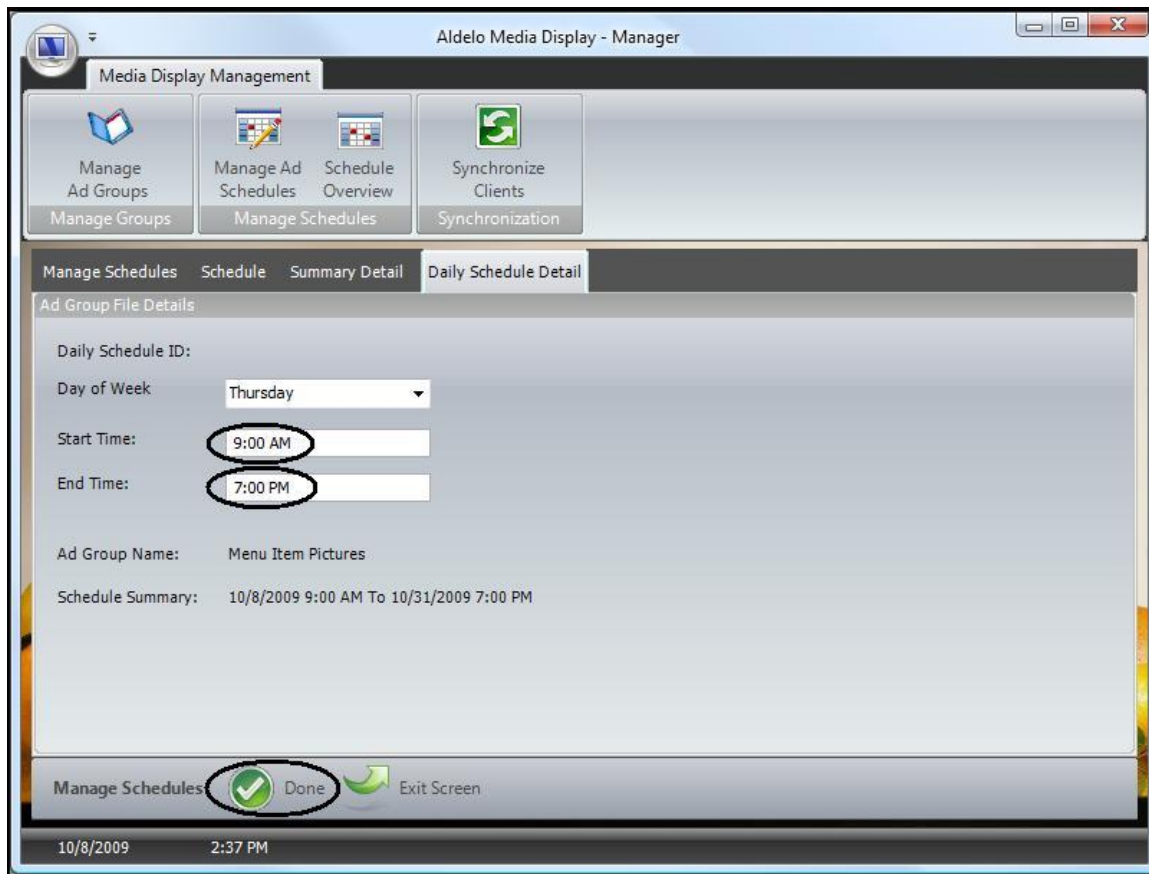 Aldelo Media Display - Manager
Media Display Management
Manage Ad Groups
Manage Ad Schedules
Schedule Overview
Synchronize Clients
Manage Groups
Manage Schedules
Synchronization
Manage Schedules Schedule Summary Detail Daily Schedule Detail
Ad Group File Details
Daily Schedule ID:
Day of Week Thursday
Start Time: 9:00 AM
End Time: 7:00 PM
Ad Group Name: Menu Item Pictures
Schedule Summary: 10/8/2009 9:00 AM To 10/31/2009 7:00 PM
Manage Schedules Done Exit Screen
10/8/2009 2:37 PM